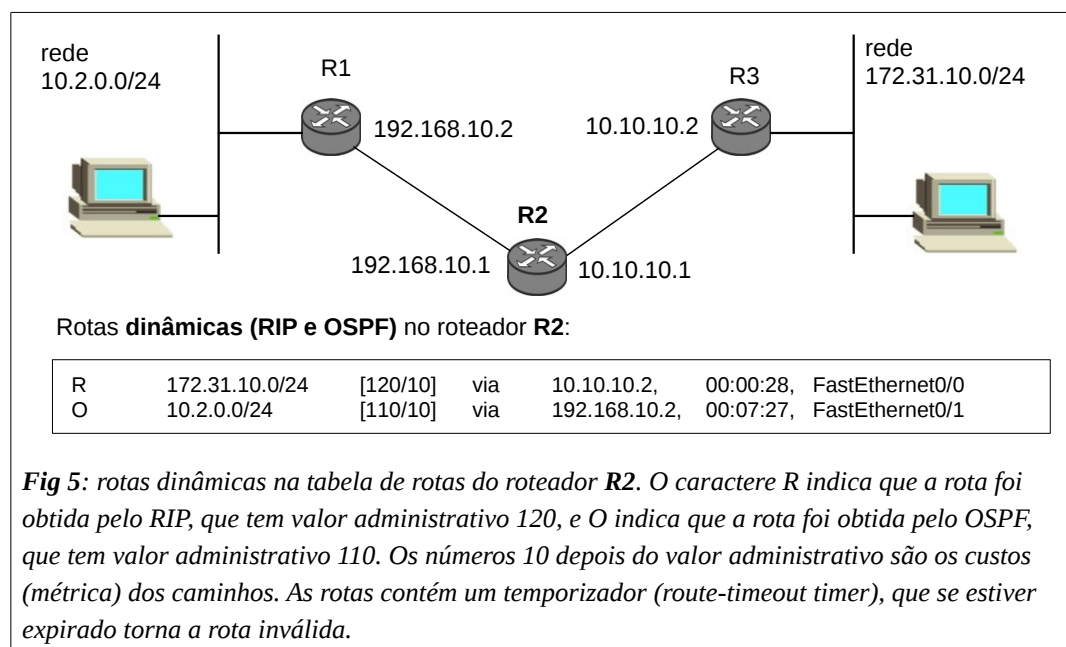 rede
10.2.0.0/24
R1
192.168.10.2
rede
172.31.10.0/24
R3
10.10.10.2
R2
192.168.10.1
10.10.10.1
Rotas dinâmicas (RIP e OSPF) no roteador R2:
R 172.31.10.0/24 [120/10] via 10.10.10.2, 00:00:28, FastEthernet0/0
O 10.2.0.0/24 [110/10] via 192.168.10.2, 00:07:27, FastEthernet0/1
Fig 5: rotas dinâmicas na tabela de rotas do roteador R2. O caractere R indica que a rota foi
obtida pelo RIP, que tem valor administrativo 120, e O indica que a rota foi obtida pelo OSPF,
que tem valor administrativo 110. Os números 10 depois do valor administrativo são os custos
(métrica) dos caminhos. As rotas contém um temporizador (route-timeout timer), que se estiver
expirado torna a rota inválida.